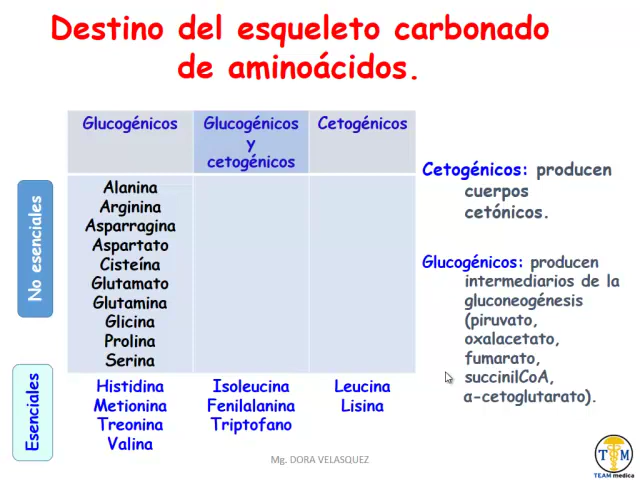 Destino del esqueleto carbonado
de aminoácidos.
Glucogénicos
Glucogénicos
y
cetogénicos
Cetogénicos
No esenciales
Alanina
Arginina
Asparragina
Aspartato
Cisteína
Glutamato
Glutamina
Glicina
Prolina
Serina
Esenciales
Histidina
Metionina
Treonina
Valina
Isoleucina
Fenilalanina
Triptofano
Leucina
Lisina
Cetogénicos: producen
cuerpos
cetónicos.
Glucogénicos: producen
intermediarios de la
gluconeogénesis
(piruvato,
oxalacetato,
fumarato,
succinilCoA,
α-cetoglutarato).
Mg. DORA VELASQUEZ
T M
TEAM medica